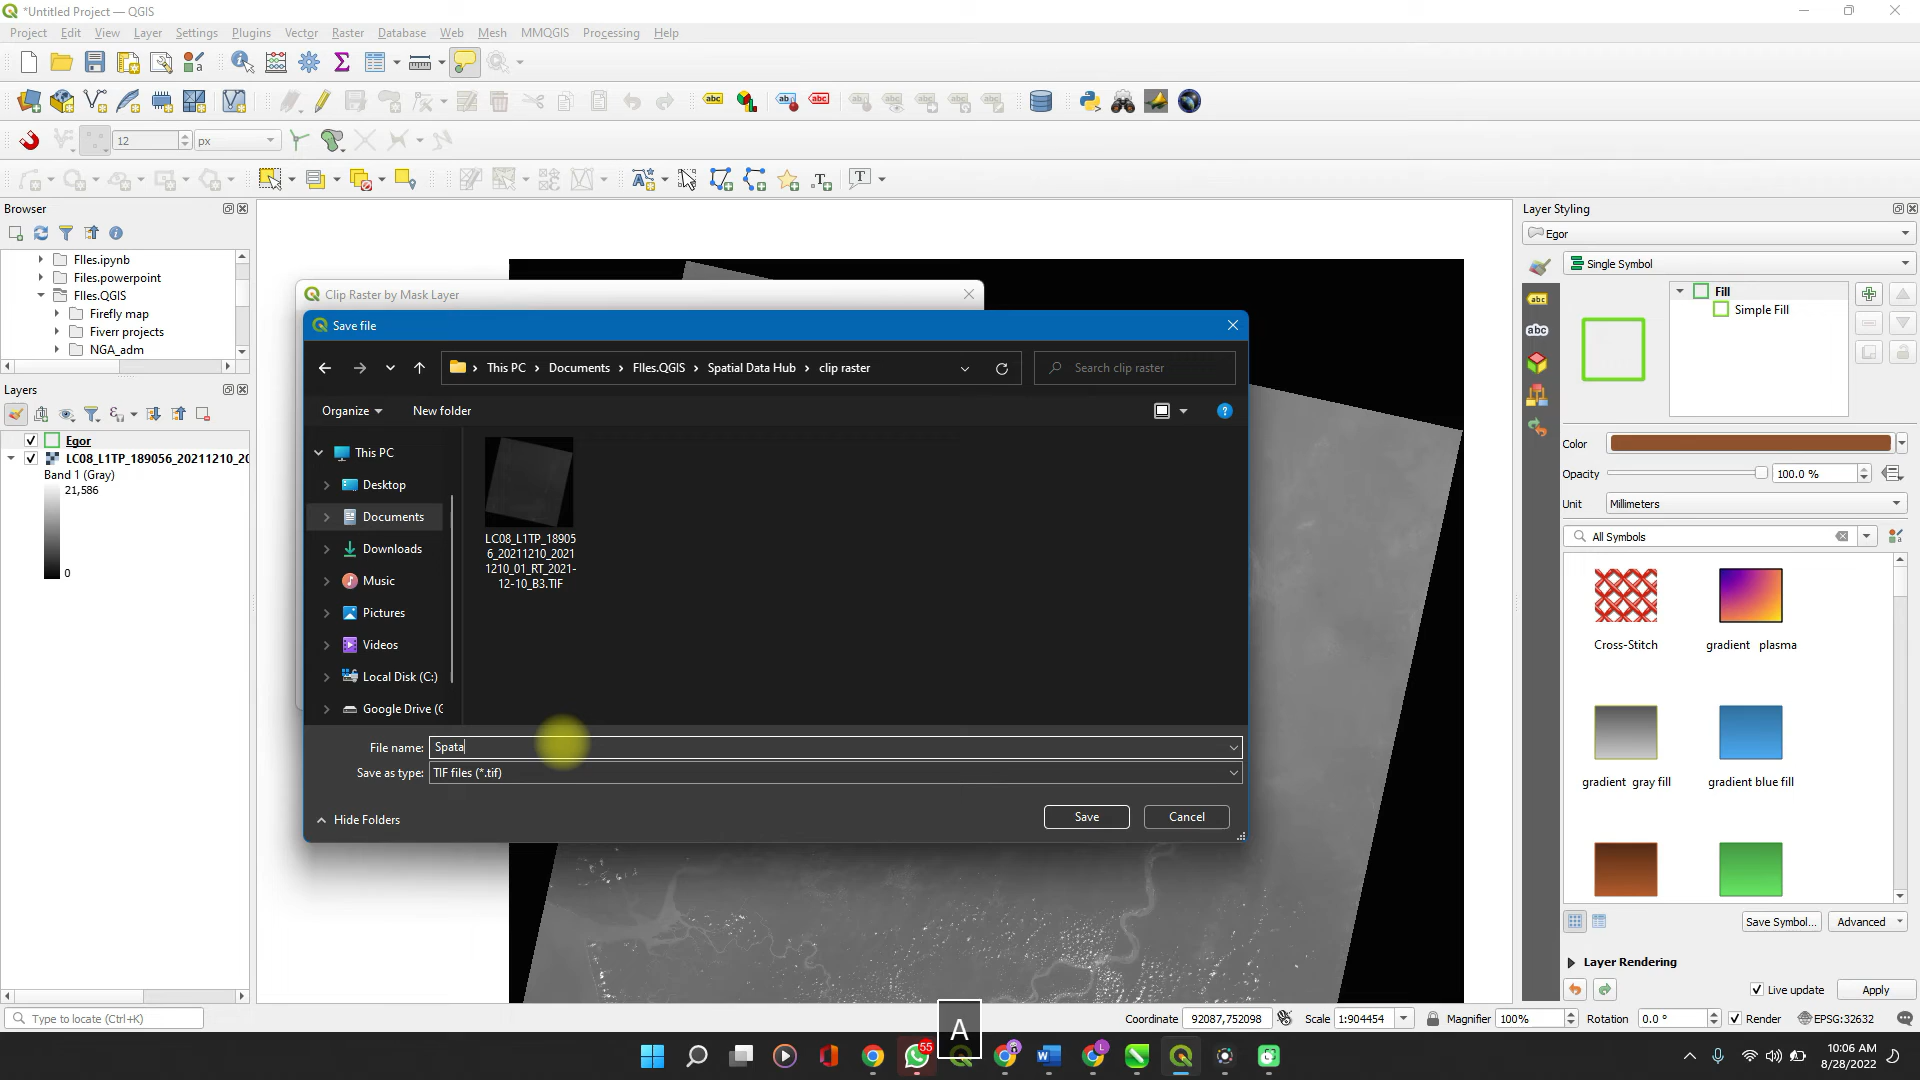 *Untitled Project — QGIS
Project Edit View Layer Settings Plugins Vector Raster Database Web Mesh MMQGIS Processing Help
12 px
Browser
FIles.ipynb
FIles.powerpoint
FIles.QGIS
Firefly map
Fiverr projects
NGA_adm
Layers
Egor
LC08_L1TP_189056_20211210_20
Band 1 (Gray)
21,586
0
Type to locate (Ctrl+K)
Clip Raster by Mask Layer
Save file
This PC › Documents › FIles.QGIS › Spatial Data Hub › clip raster
Search clip raster
Organize
New folder
This PC
Desktop
Documents
Downloads
Music
Pictures
Videos
Local Disk (C:)
Google Drive (G
LC08_L1TP_18905
6_20211210_2021
1210_01_RT_2021-
12-10_B3.TIF
File name: Spata
Save as type: TIF files (*.tif)
Hide Folders
Save
Cancel
Layer Styling
Egor
Single Symbol
Fill
Simple Fill
Color
Opacity 100.0 %
Unit Millimeters
All Symbols
Cross-Stitch
gradient plasma
gradient gray fill
gradient blue fill
Save Symbol...
Advanced
Layer Rendering
Live update
Apply
Coordinate 92087,752098
Scale 1:904454
Magnifier 100%
Rotation 0.0 °
Render
EPSG:32632
A
55
L
10:06 AM
8/28/2022